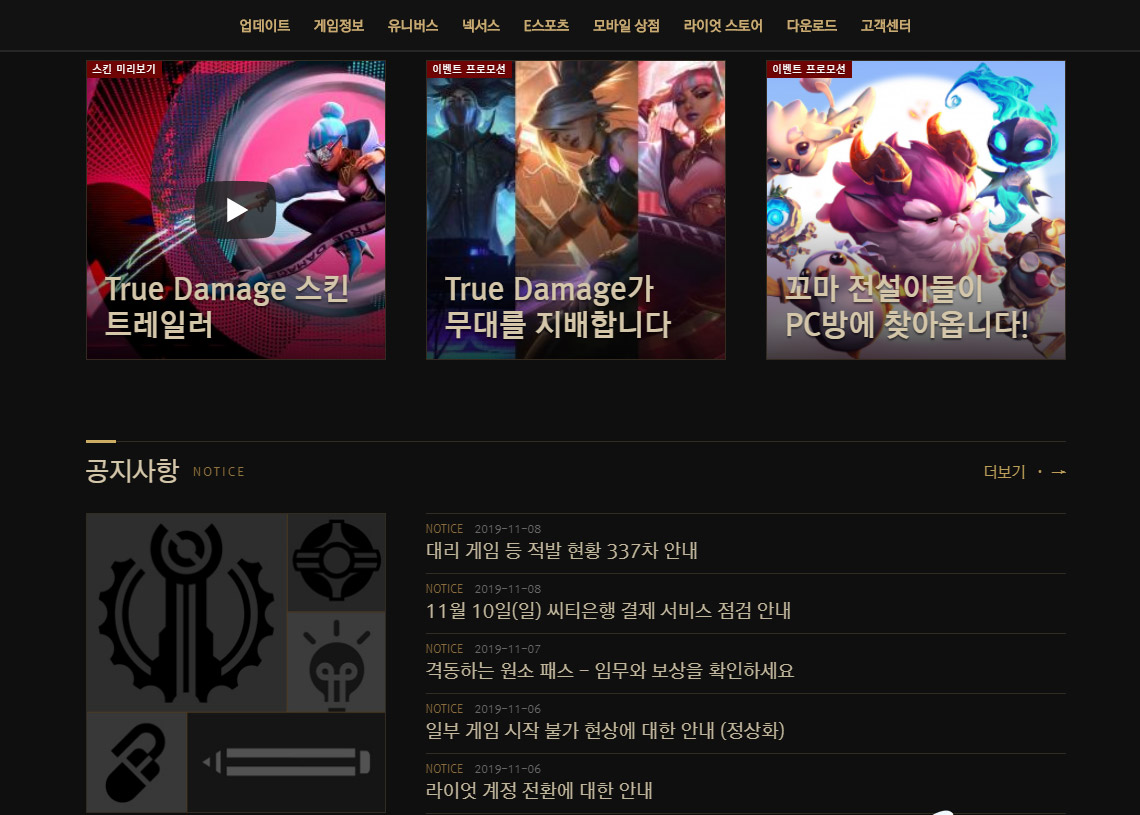 업데이트 게임정보 유니버스 넥서스 E스포츠 모바일 상점 라이엇 스토어 다운로드 고객센터
스킨 미리보기
True Damage 스킨
트레일러
이벤트 프로모션
True Damage가
무대를 지배합니다
이벤트 프로모션
꼬마 전설이들이
PC방에 찾아옵니다!
공지사항 NOTICE
더보기 · →
NOTICE 2019-11-08
대리 게임 등 적발 현황 337차 안내
NOTICE 2019-11-08
11월 10일(일) 씨티은행 결제 서비스 점검 안내
NOTICE 2019-11-07
격동하는 원소 패스 - 임무와 보상을 확인하세요
NOTICE 2019-11-06
일부 게임 시작 불가 현상에 대한 안내 (정상화)
NOTICE 2019-11-06
라이엇 계정 전환에 대한 안내